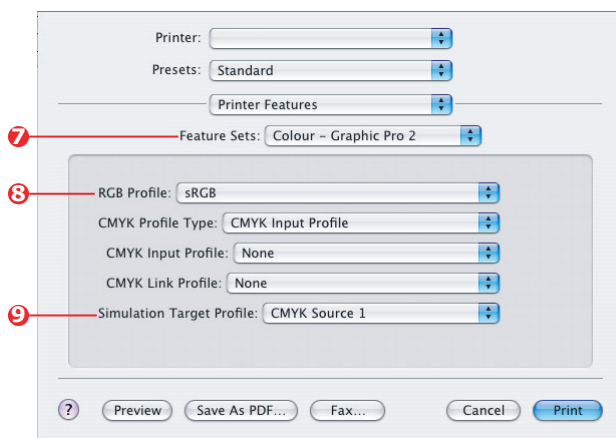 Printer:
Presets: Standard
Printer Features
7 Feature Sets: Colour – Graphic Pro 2
8 RGB Profile: sRGB
CMYK Profile Type: CMYK Input Profile
CMYK Input Profile: None
CMYK Link Profile: None
9 Simulation Target Profile: CMYK Source 1
? Preview Save As PDF... Fax... Cancel Print